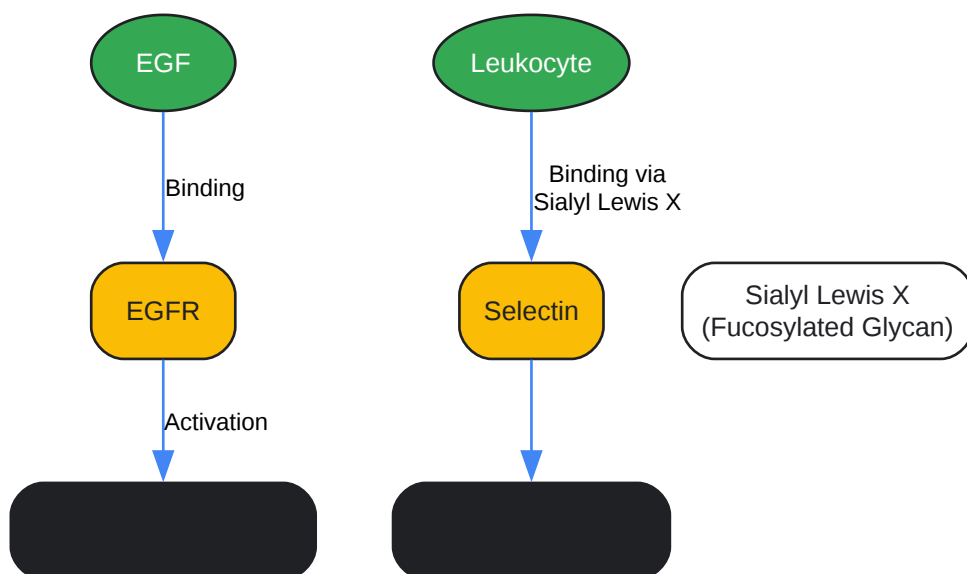 EGF
Leukocyte
Binding
Binding via
Sialyl Lewis X
EGFR
Selectin
Sialyl Lewis X
(Fucosylated Glycan)
Activation